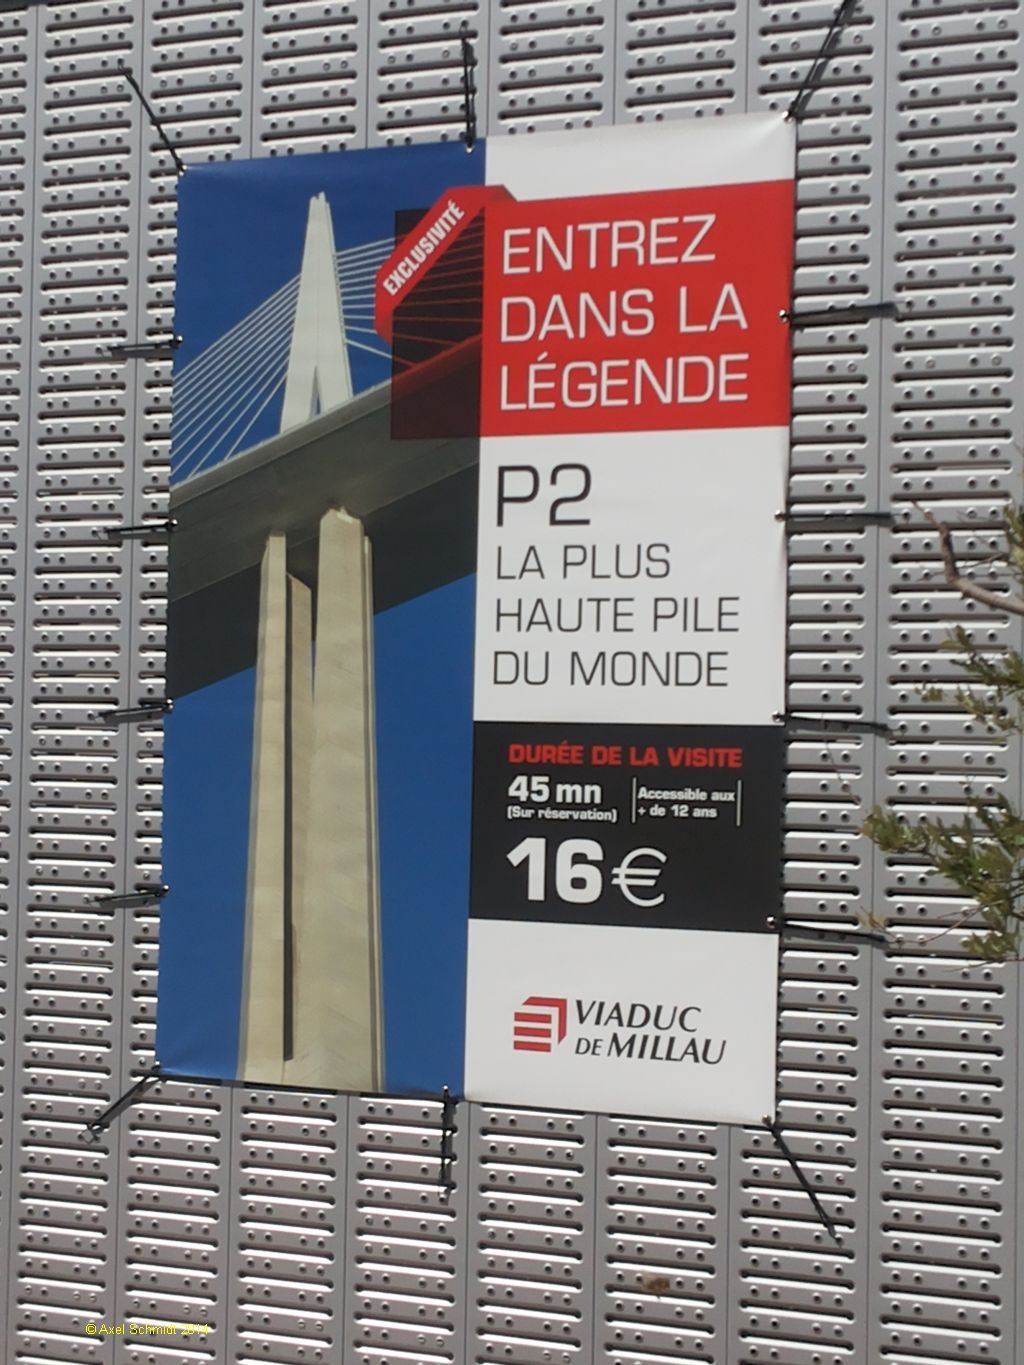 EXCLUSIVITÉ
ENTREZ
DANS LA
LÉGENDE
P2
LA PLUS
HAUTE PILE
DU MONDE
DURÉE DE LA VISITE
45 mn
(Sur réservation)
Accessible aux
+ de 12 ans
16€
VIADUC
DE MILLAU
© Axel Schmidt 2014